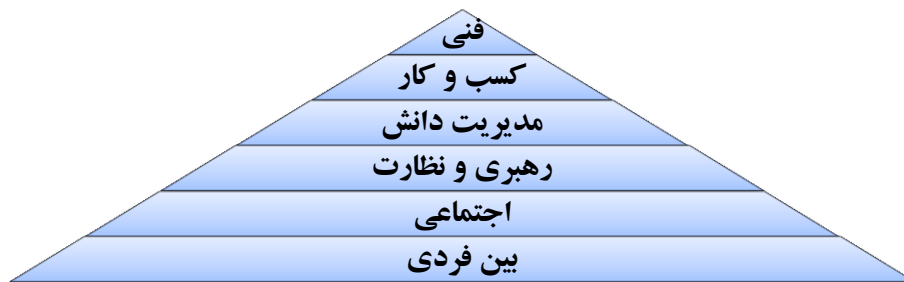 فنی
کسب و کار
مدیریت دانش
رهبری و نظارت
اجتماعی
بین فردی